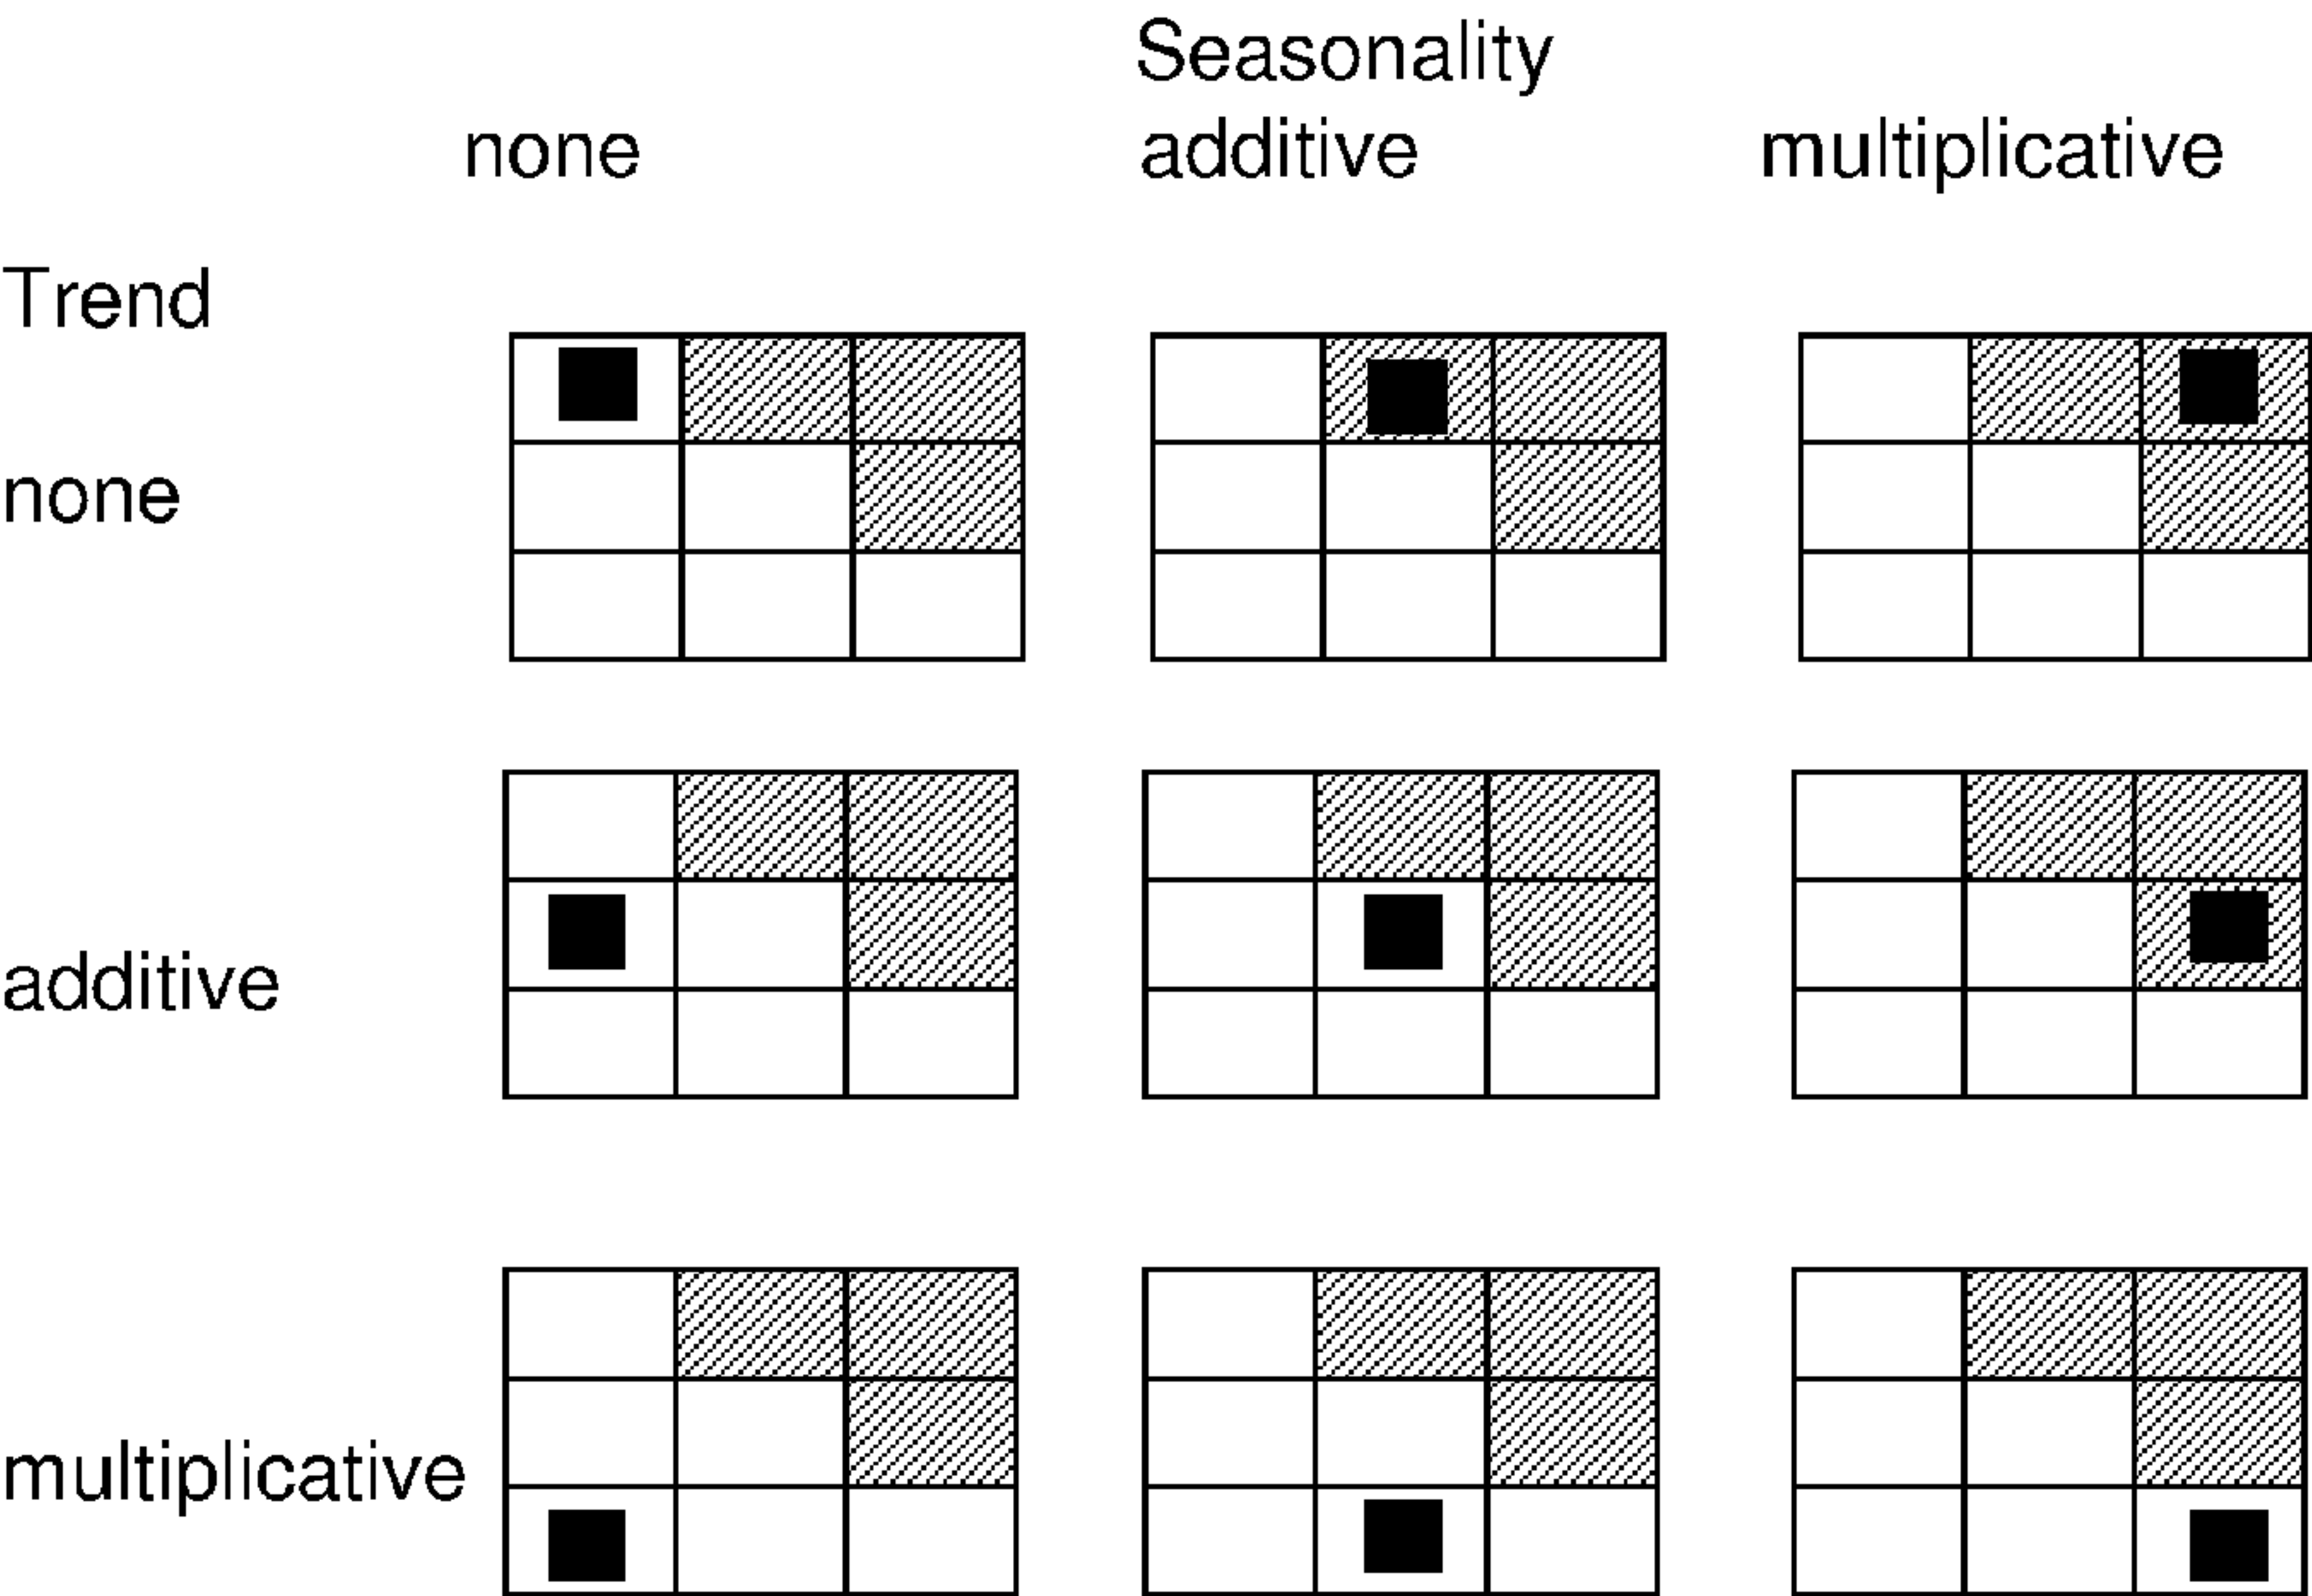 Seasonality
none additive multiplicative
Trend
none
additive
multiplicative